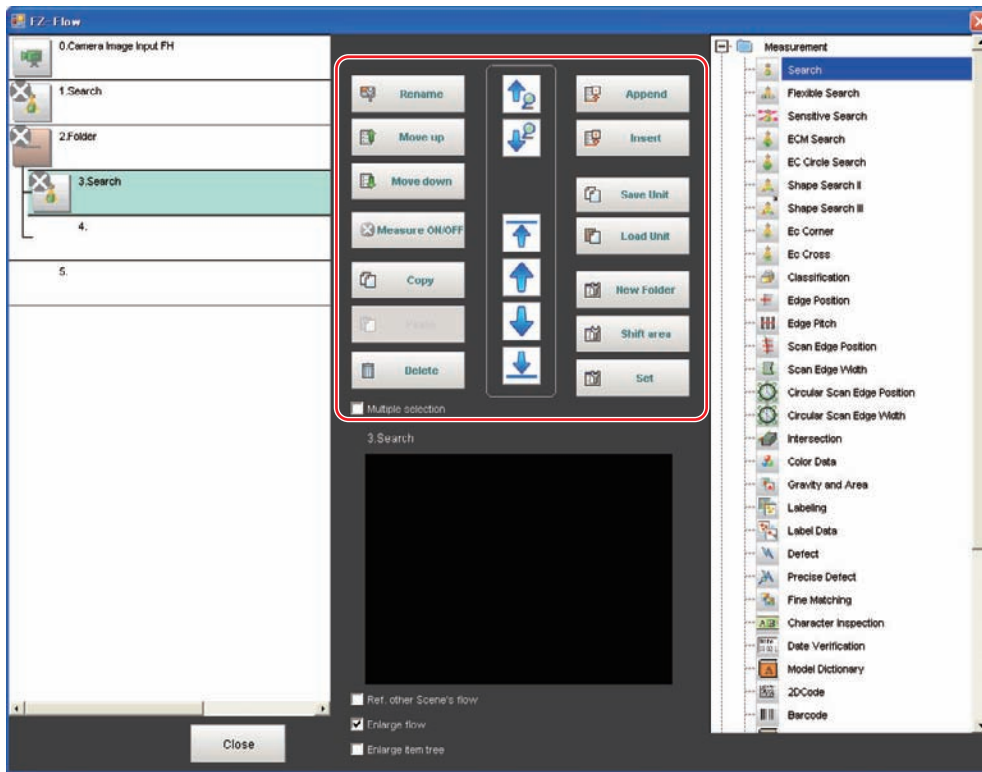 FZ-Flow
0.Camera Image Input FH
1.Search
2.Folder
3.Search
4.
5.
Close
Rename
Move up
Move down
Measure ON/OFF
Copy
Paste
Delete
Multiple selection
Append
Insert
Save Unit
Load Unit
New Folder
Shift area
Set
3.Search
Ref. other Scene's flow
Enlarge flow
Enlarge item tree
Measurement
Search
Flexible Search
Sensitive Search
ECM Search
EC Circle Search
Shape Search II
Shape Search III
Ec Corner
Ec Cross
Classification
Edge Position
Edge Pitch
Scan Edge Position
Scan Edge Width
Circular Scan Edge Position
Circular Scan Edge Width
Intersection
Color Data
Gravity and Area
Labeling
Label Data
Defect
Precise Defect
Fine Matching
Character Inspection
Date Verification
Model Dictionary
2DCode
Barcode